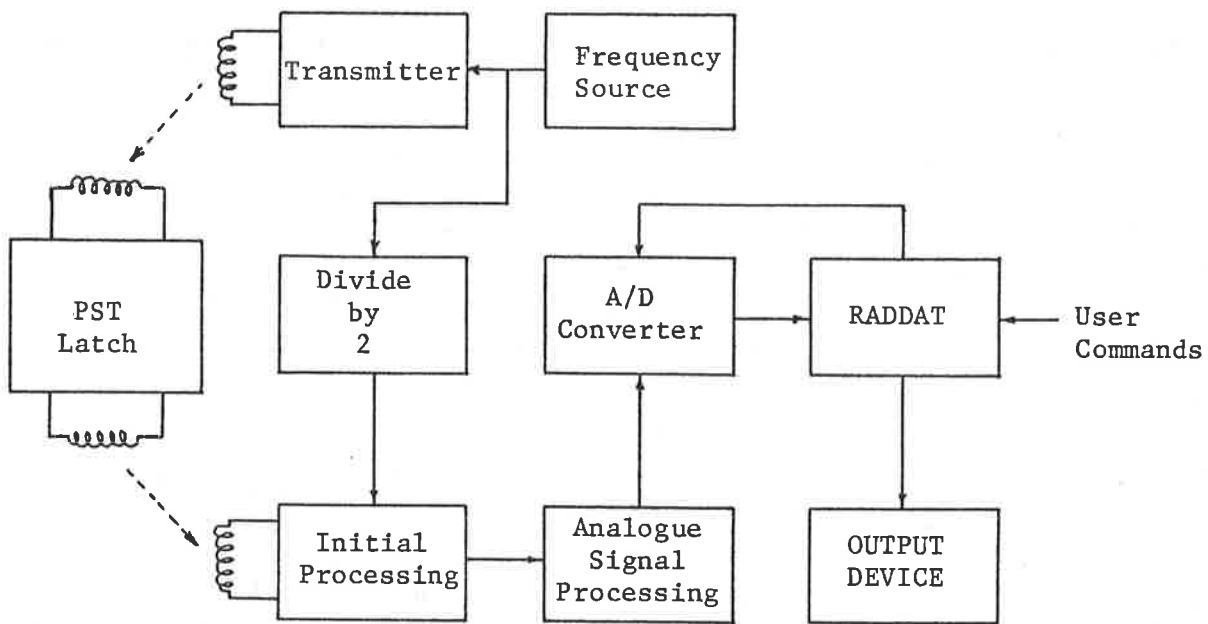 Transmitter
Frequency
Source
PST
Latch
Divide
by
2
A/D
Converter
RADDAT
User
Commands
Initial
Processing
Analogue
Signal
Processing
OUTPUT
DEVICE